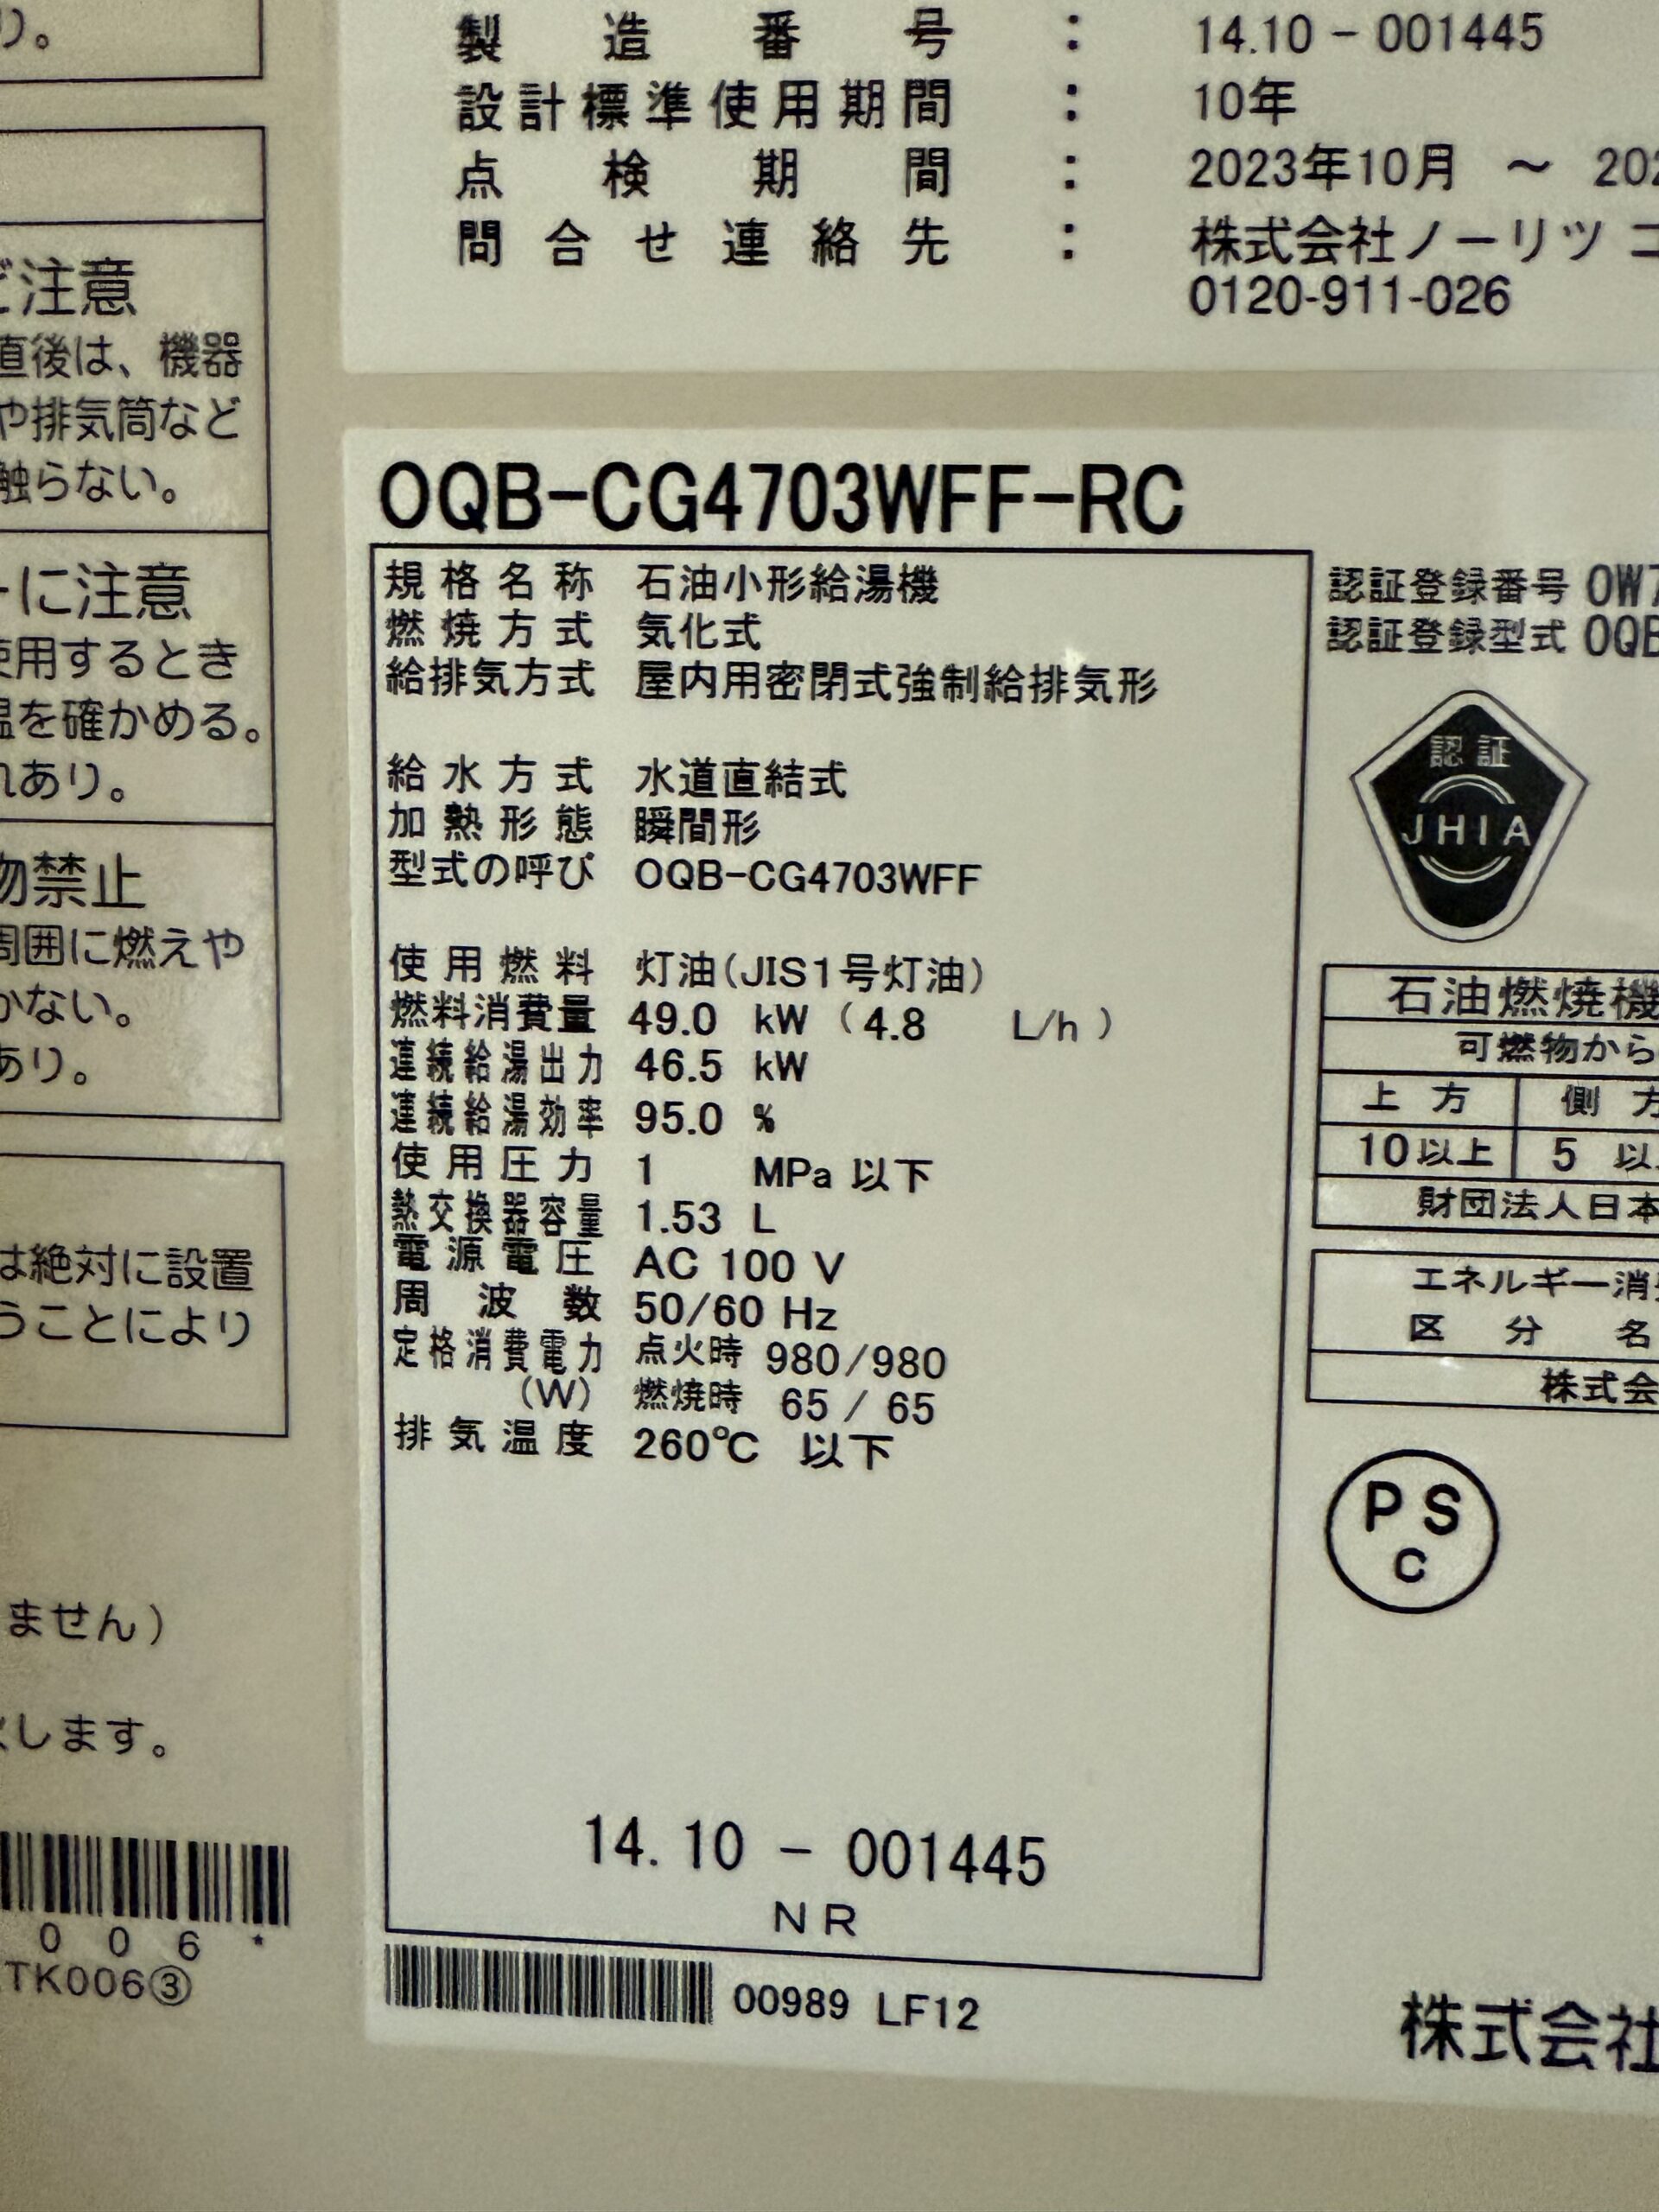 り。
製造番号 : 14.10 - 001445
設計標準使用期間 : 10年
点検期間 : 2023年10月 ～ 202
問合せ連絡先 : 株式会社ノーリツ コ
0120-911-026
ご注意
直後は、機器
や排気筒など
触らない。
に注意
使用するとき
温を確かめる。
れあり。
物禁止
周囲に燃えや
かない。
あり。
は絶対に設置
うことにより
ません)
します。
0 0 6 *
TK006③
OQB-CG4703WFF-RC
規格名称 石油小形給湯機
燃焼方式 気化式
給排気方式 屋内用密閉式強制給排気形
給水方式 水道直結式
加熱形態 瞬間形
型式の呼び OQB-CG4703WFF
使用燃料 灯油(JIS1号灯油)
燃料消費量 49.0 kW (4.8 L/h)
連続給湯出力 46.5 kW
連続給湯効率 95.0 %
使用圧力 1 MPa 以下
熱交換器容量 1.53 L
電源電圧 AC 100 V
周波数 50/60 Hz
定格消費電力 点火時 980/980
(W) 燃焼時 65 / 65
排気温度 260℃ 以下
14.10 - 001445
NR
00989 LF12
認証登録番号 OW7
認証登録型式 OQB
認証
JHIA
石油燃焼機
可燃物から
上方 側方
10以上 5 以
財団法人日本
エネルギー消
区分名
株式会
PS
C
株式会社